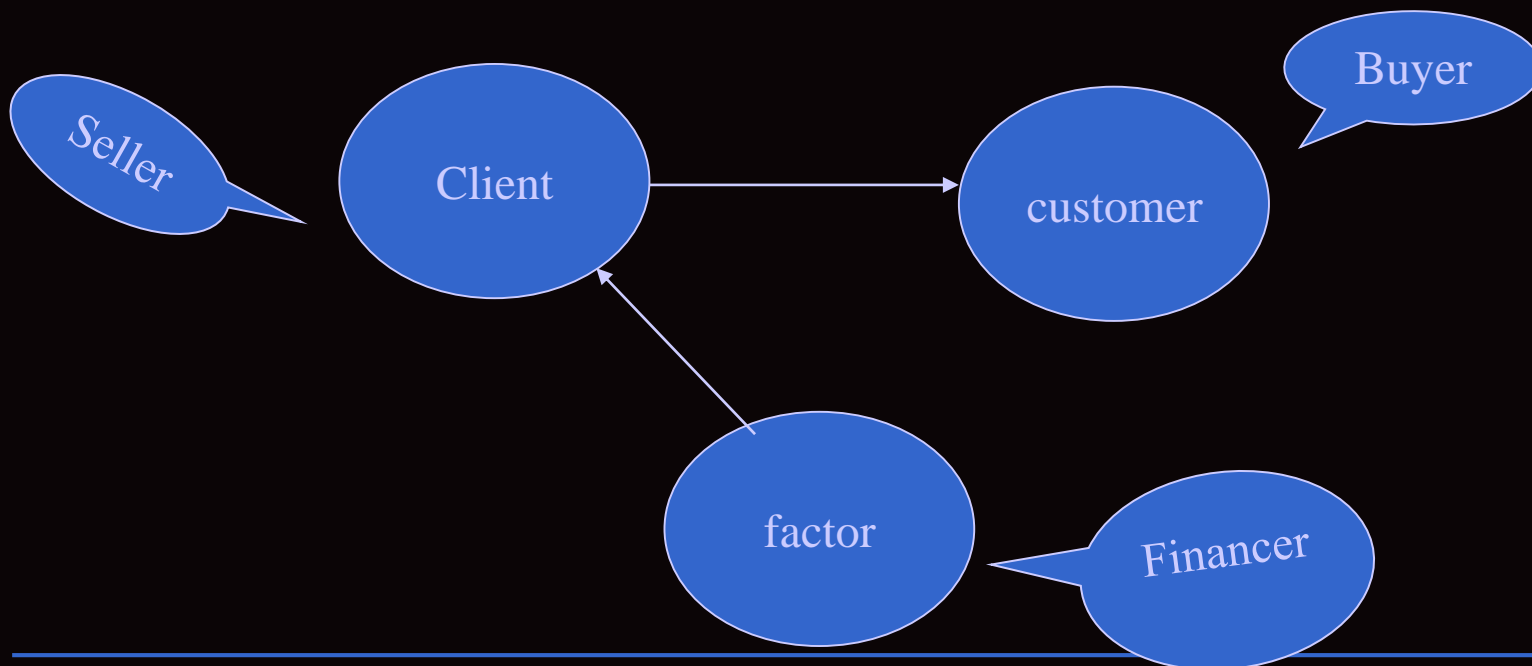 Seller
Client
customer
Buyer
factor
Financer